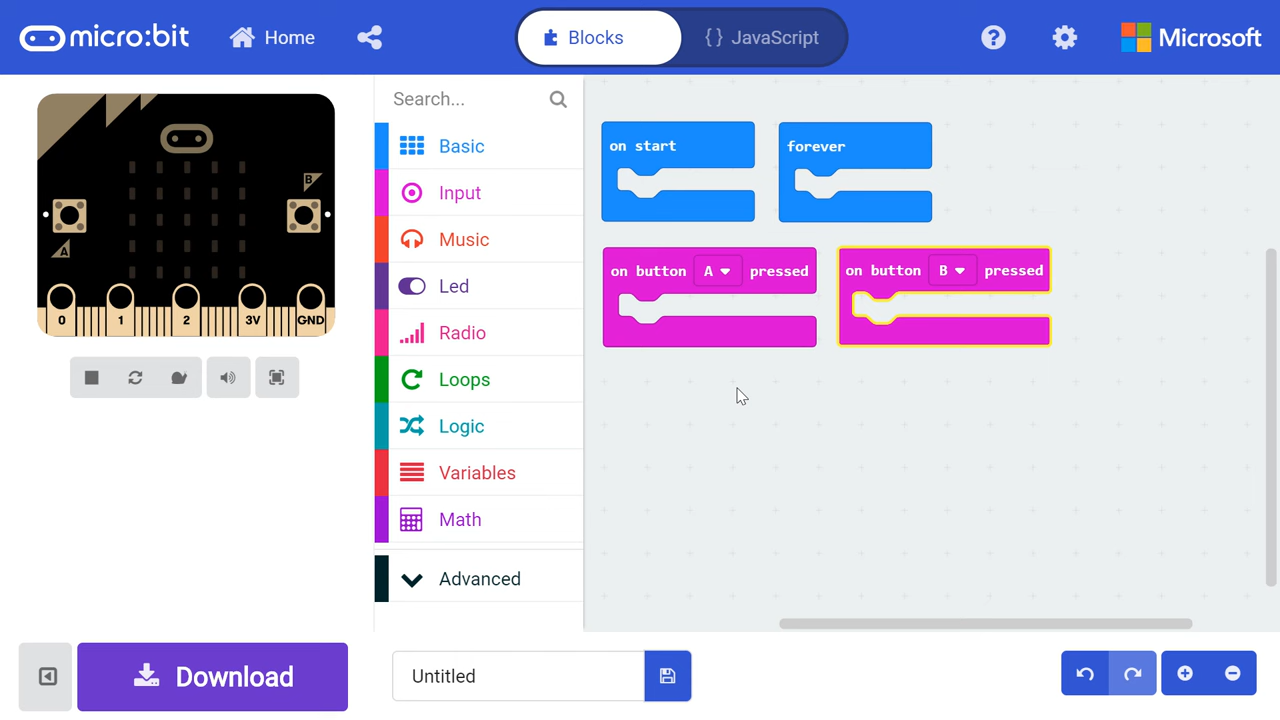 micro:bit
Home
Blocks
{ } JavaScript
?
Microsoft
Search...
Basic
Input
Music
Led
Radio
Loops
Logic
Variables
Math
Advanced
B
A
0 1 2 3V GND
on start
forever
on button A pressed
on button B pressed
Download
Untitled